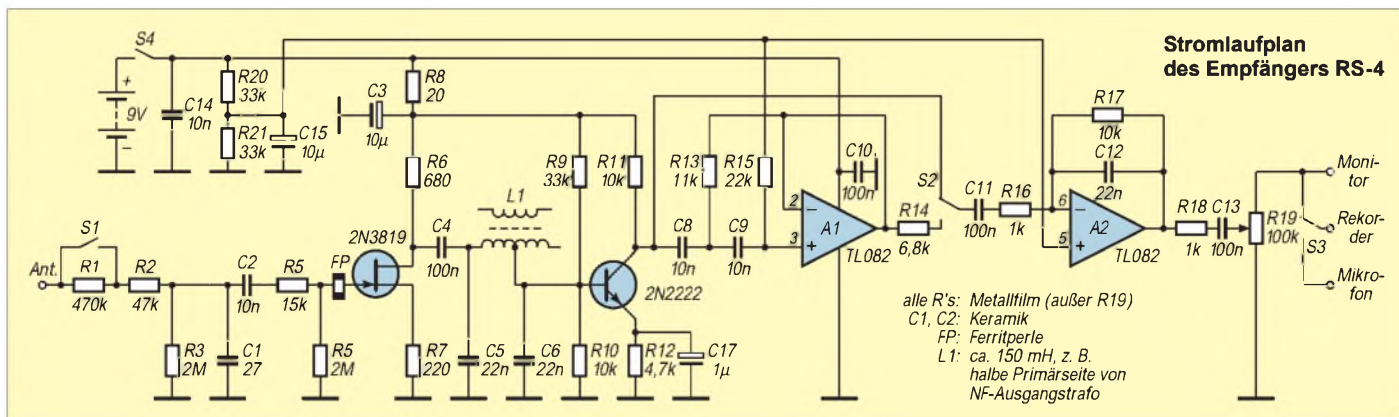 Stromlaufplan
des Empfängers RS-4
S4
+
9V
−
C14
10n
R20
33k
R21
33k
C15
10µ
C3
10µ
R8
20
R6
680
L1
R9
33k
R11
10k
R13
11k
R15
22k
C10
100n
S2
C11
100n
R16
1k
R17
10k
C12
22n
2
−
3
+
A1
TL082
R14
6,8k
6
−
5
+
A2
TL082
R18
1k
C13
100n
R19
100k
S3
Moni-
tor
Rekor-
der
Mikro-
fon
S1
Ant.
R1
470k
R2
47k
C2
10n
R5
15k
FP
2N3819
C4
100n
C8
10n
C9
10n
2N2222
R3
2M
C1
27
R5
2M
R7
220
C5
22n
C6
22n
R10
10k
R12
4,7k
C17
1µ
alle R's: Metallfilm (außer R19)
C1, C2: Keramik
FP: Ferritperle
L1: ca. 150 mH, z. B.
halbe Primärseite von
NF-Ausgangstrafo